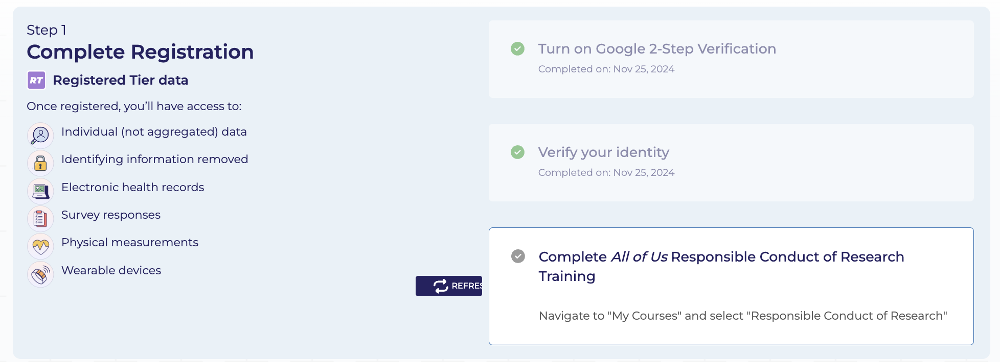 Step 1
Complete Registration
RT Registered Tier data
Once registered, you’ll have access to:
Individual (not aggregated) data
Identifying information removed
Electronic health records
Survey responses
Physical measurements
Wearable devices
REFRES
Turn on Google 2-Step Verification
Completed on: Nov 25, 2024
Verify your identity
Completed on: Nov 25, 2024
Complete All of Us Responsible Conduct of Research
Training
Navigate to "My Courses" and select "Responsible Conduct of Research"